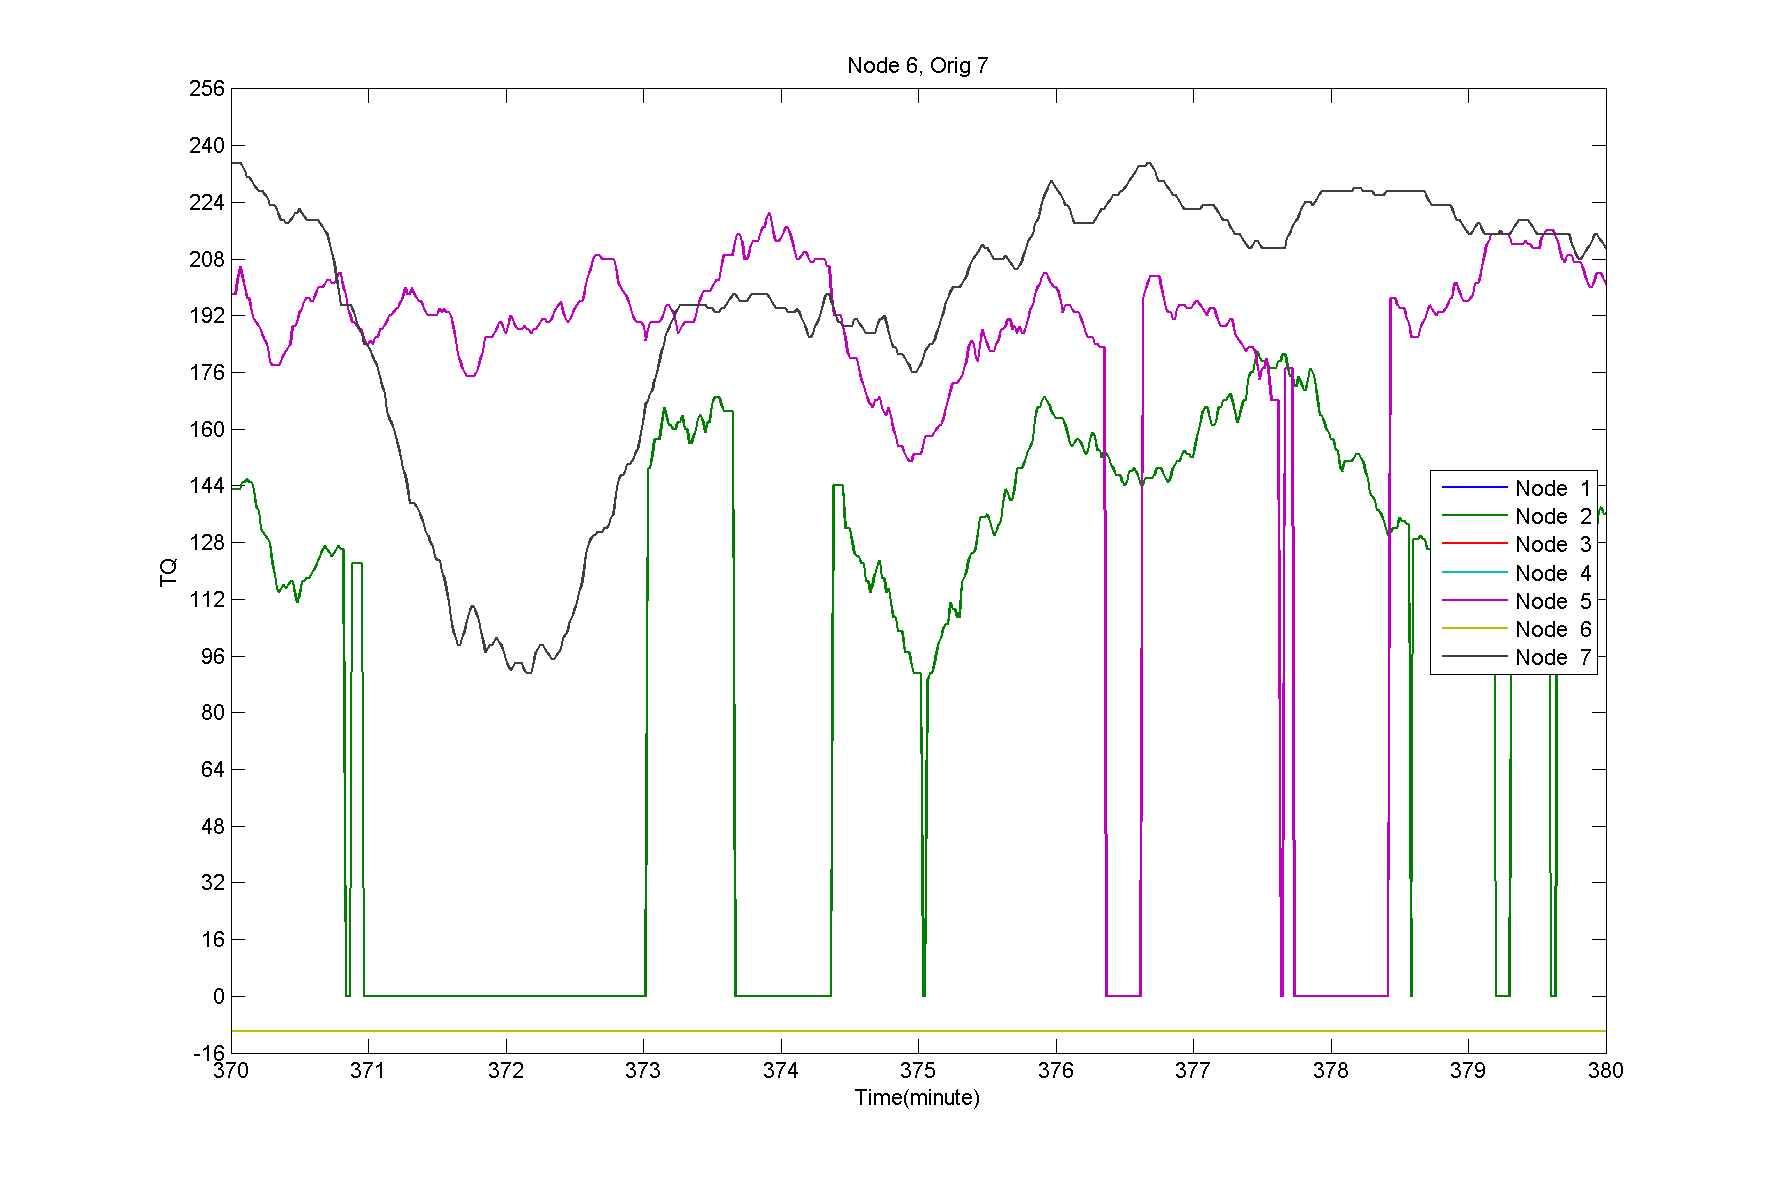 Node 6, Orig 7
256
240
224
208
192
176
160
144
128
112
96
80
64
48
32
16
0
-16
TQ
Node 1
Node 2
Node 3
Node 4
Node 5
Node 6
Node 7
370 371 372 373 374 375 376 377 378 379 380
Time(minute)